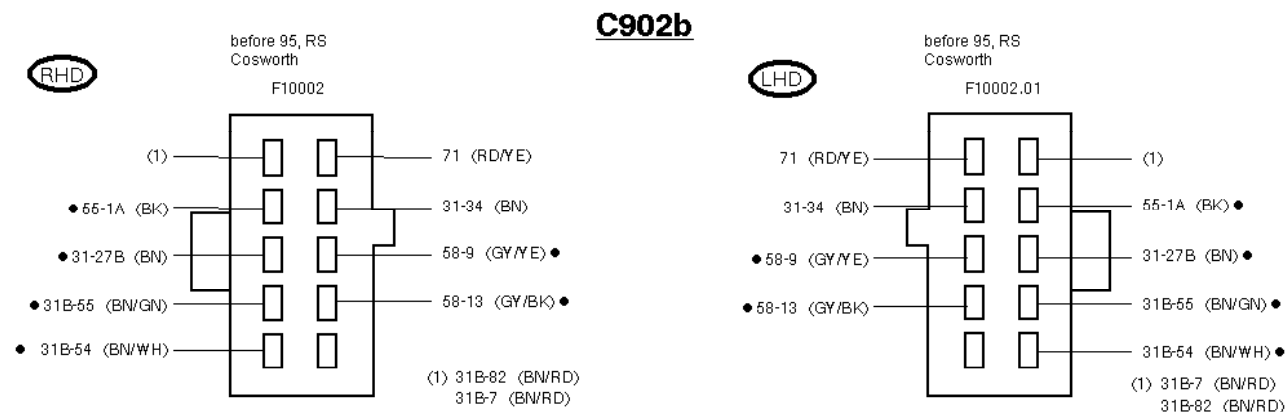 C902b
RHD
before 95, RS
Cosworth
F10002
(1)
71 (RD/YE)
● 55-1A (BK)
31-34 (BN)
● 31-27B (BN)
58-9 (GY/YE) ●
● 31B-55 (BN/GN)
58-13 (GY/BK) ●
● 31B-54 (BN/WH)
(1) 31B-82 (BN/RD)
31B-7 (BN/RD)
LHD
before 95, RS
Cosworth
F10002.01
71 (RD/YE)
(1)
31-34 (BN)
55-1A (BK) ●
● 58-9 (GY/YE)
31-27B (BN) ●
● 58-13 (GY/BK)
31B-55 (BN/GN) ●
31B-54 (BN/WH) ●
(1) 31B-7 (BN/RD)
31B-82 (BN/RD)